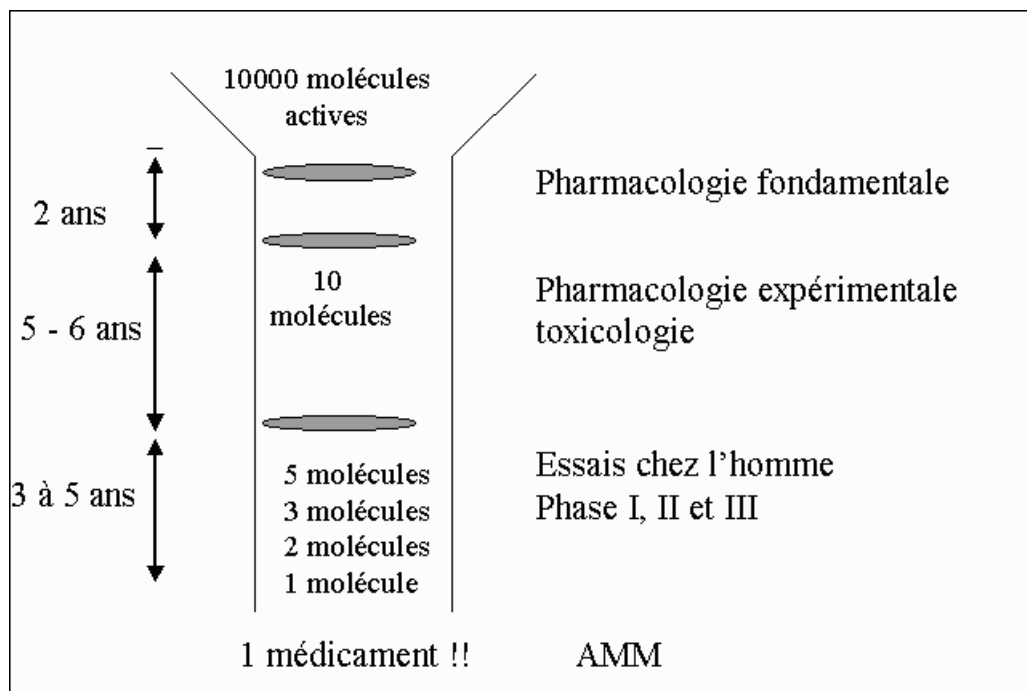 10000 molécules
actives
Pharmacologie fondamentale
2 ans
10
molécules
Pharmacologie expérimentale
toxicologie
5 - 6 ans
5 molécules
3 molécules
2 molécules
1 molécule
Essais chez l’homme
Phase I, II et III
3 à 5 ans
1 médicament !!
AMM